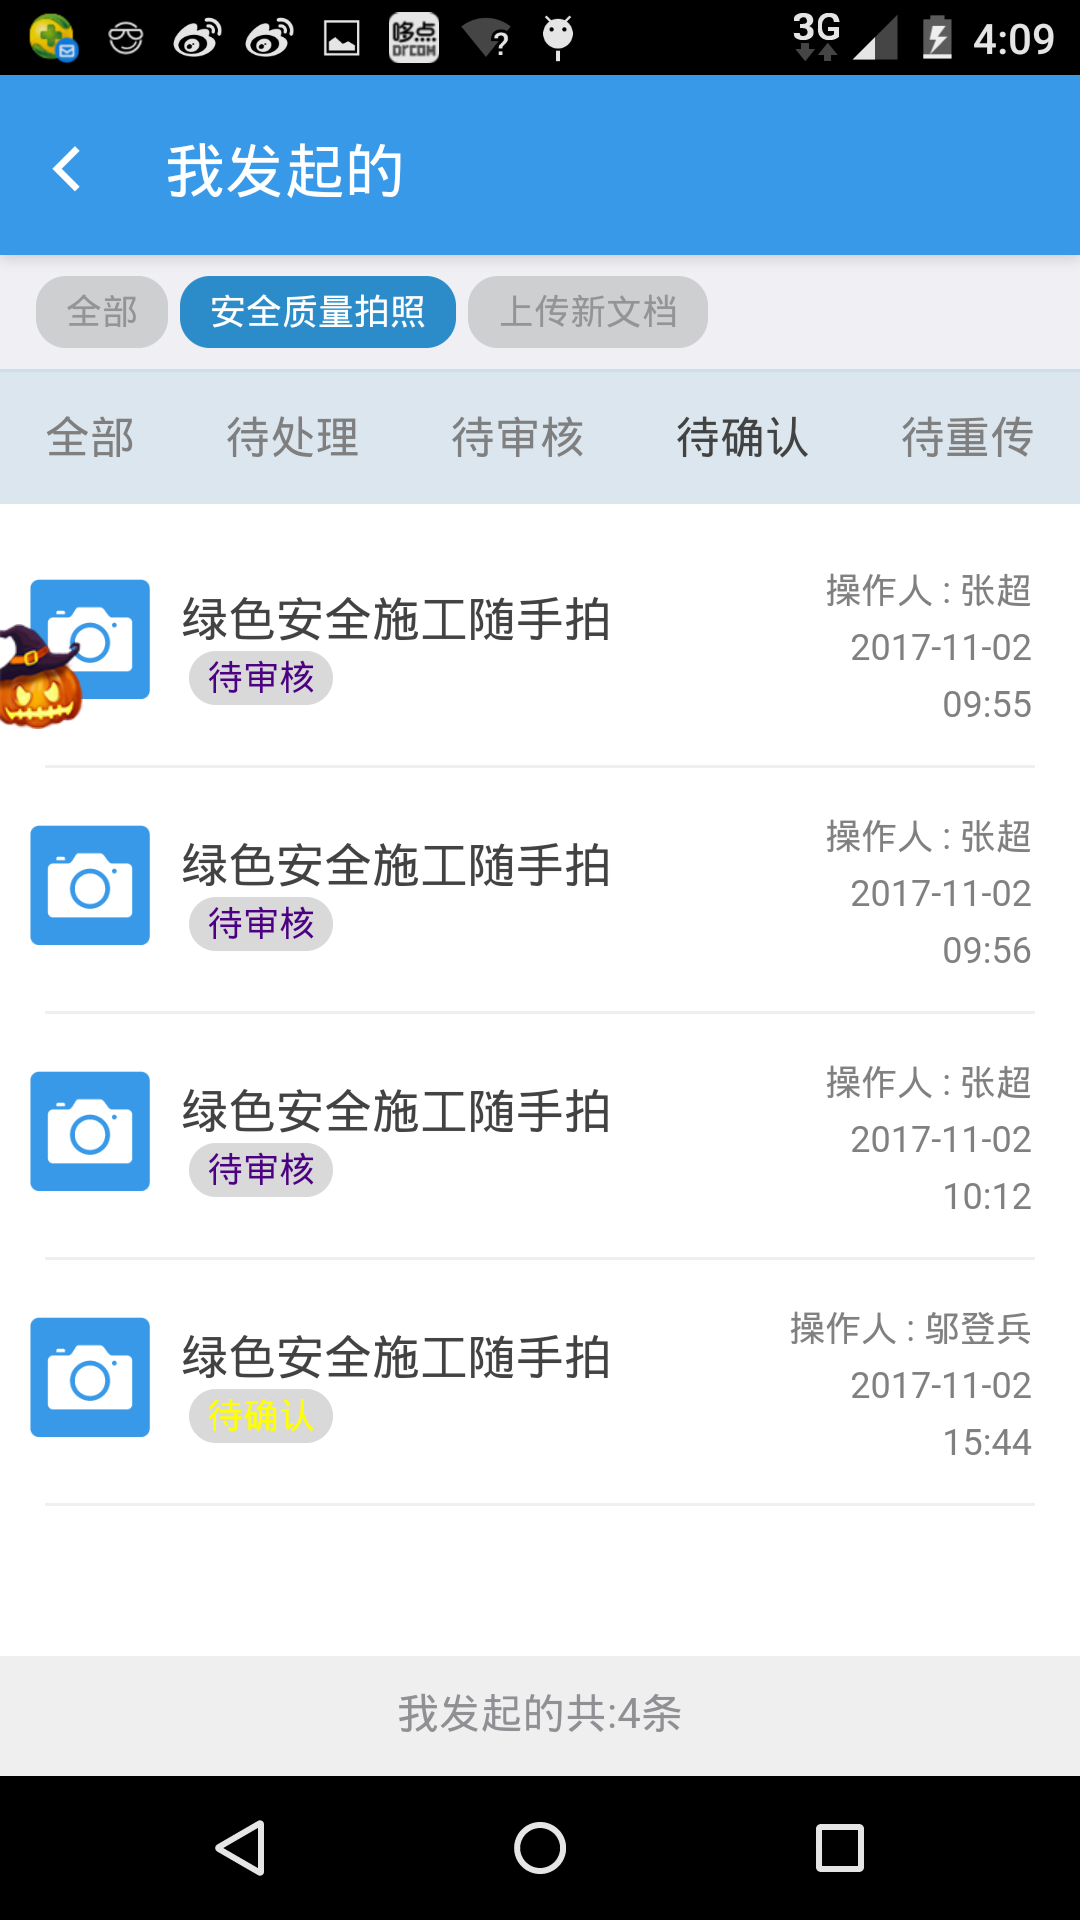 哆点
Dr.COM
?
3G
4:09
我发起的
全部
安全质量拍照
上传新文档
全部
待处理
待审核
待确认
待重传
绿色安全施工随手拍
待审核
操作人 : 张超
2017-11-02
09:55
绿色安全施工随手拍
待审核
操作人 : 张超
2017-11-02
09:56
绿色安全施工随手拍
待审核
操作人 : 张超
2017-11-02
10:12
绿色安全施工随手拍
待确认
操作人 : 邬登兵
2017-11-02
15:44
我发起的共:4条